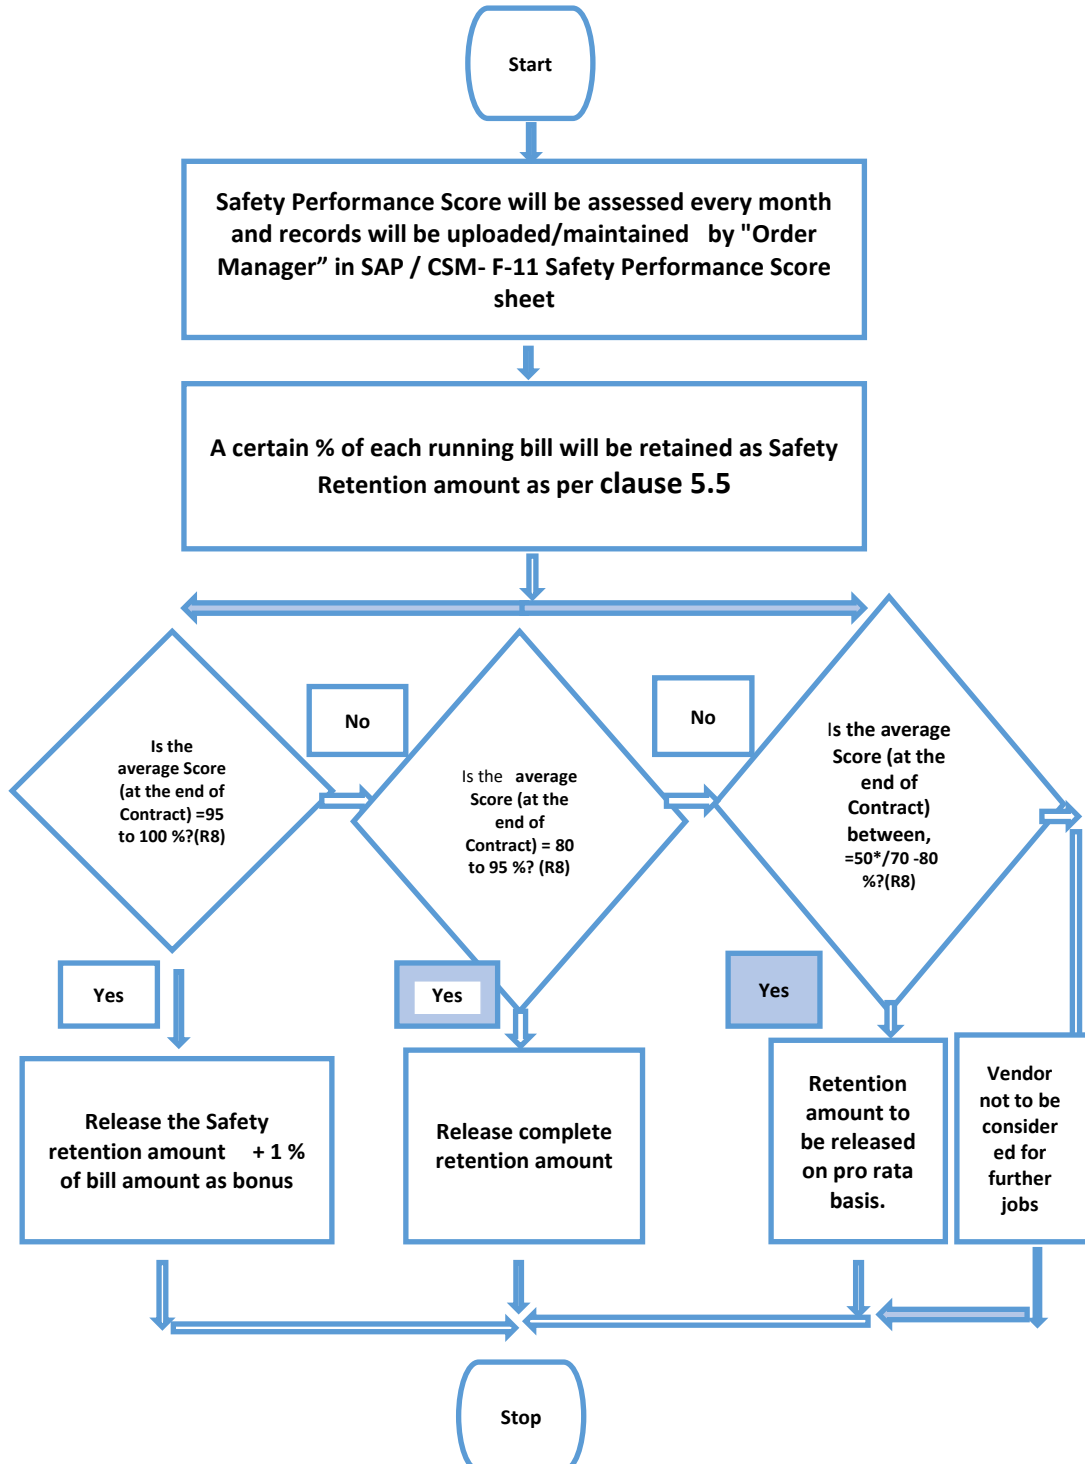 Start
Safety Performance Score will be assessed every month
and records will be uploaded/maintained by "Order
Manager” in SAP / CSM- F-11 Safety Performance Score
sheet
A certain % of each running bill will be retained as Safety
Retention amount as per clause 5.5
No
No
Is the
average Score
(at the end of
Contract) =95
to 100 %?(R8)
Is the average
Score (at the
end of
Contract) = 80
to 95 %? (R8)
Is the average
Score (at the
end of
Contract)
between,
=50*/70 -80
%?(R8)
Yes
Yes
Yes
Release the Safety
retention amount + 1 %
of bill amount as bonus
Release complete
retention amount
Retention
amount to
be released
on pro rata
basis.
Vendor
not to be
consider
ed for
further
jobs
Stop